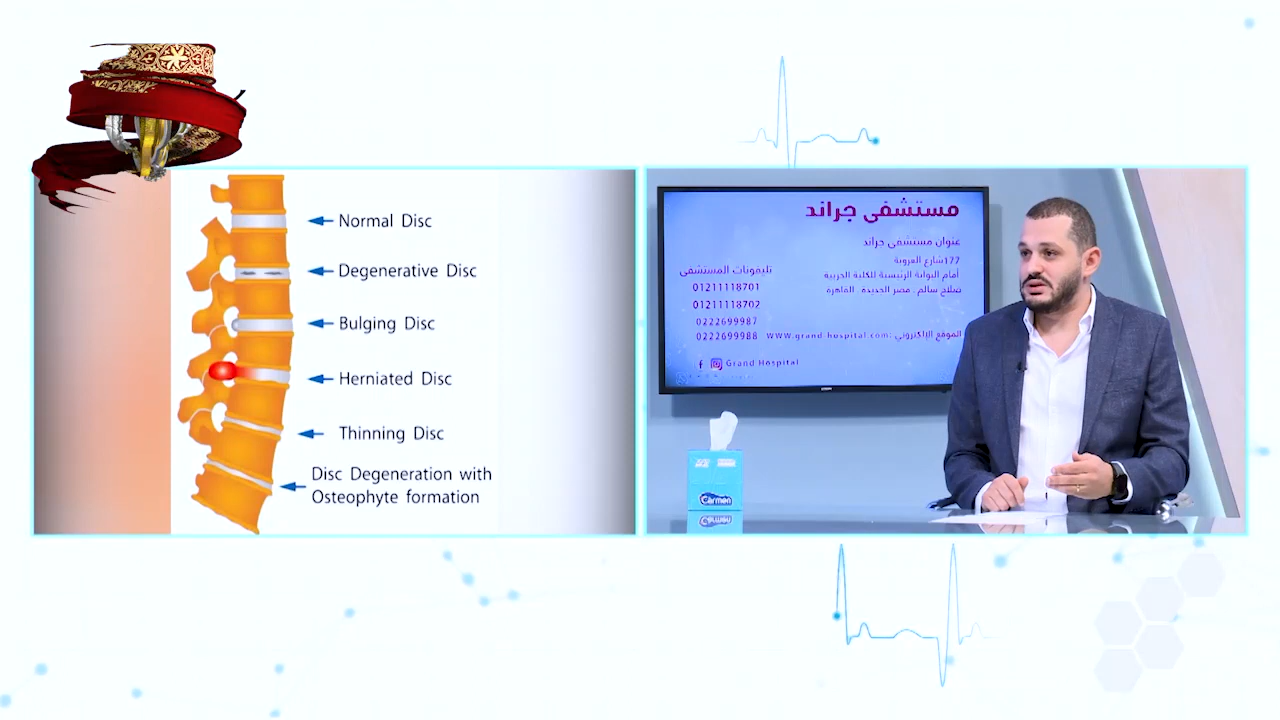 Normal Disc
Degenerative Disc
Bulging Disc
Herniated Disc
Thinning Disc
Disc Degeneration with
Osteophyte formation
مستشفى جراند
عنوان مستشفى جراند
177شارع العروبة
أمام البوابة الرئيسية للكلية الحربية
صلاح سالم . مصر الجديدة . القاهرة
تليفونات المستشفى
01211118701
01211118702
0222699987
0222699988
الموقع الإلكتروني :www.grand-hospital.com
Grand Hospital
Carmen